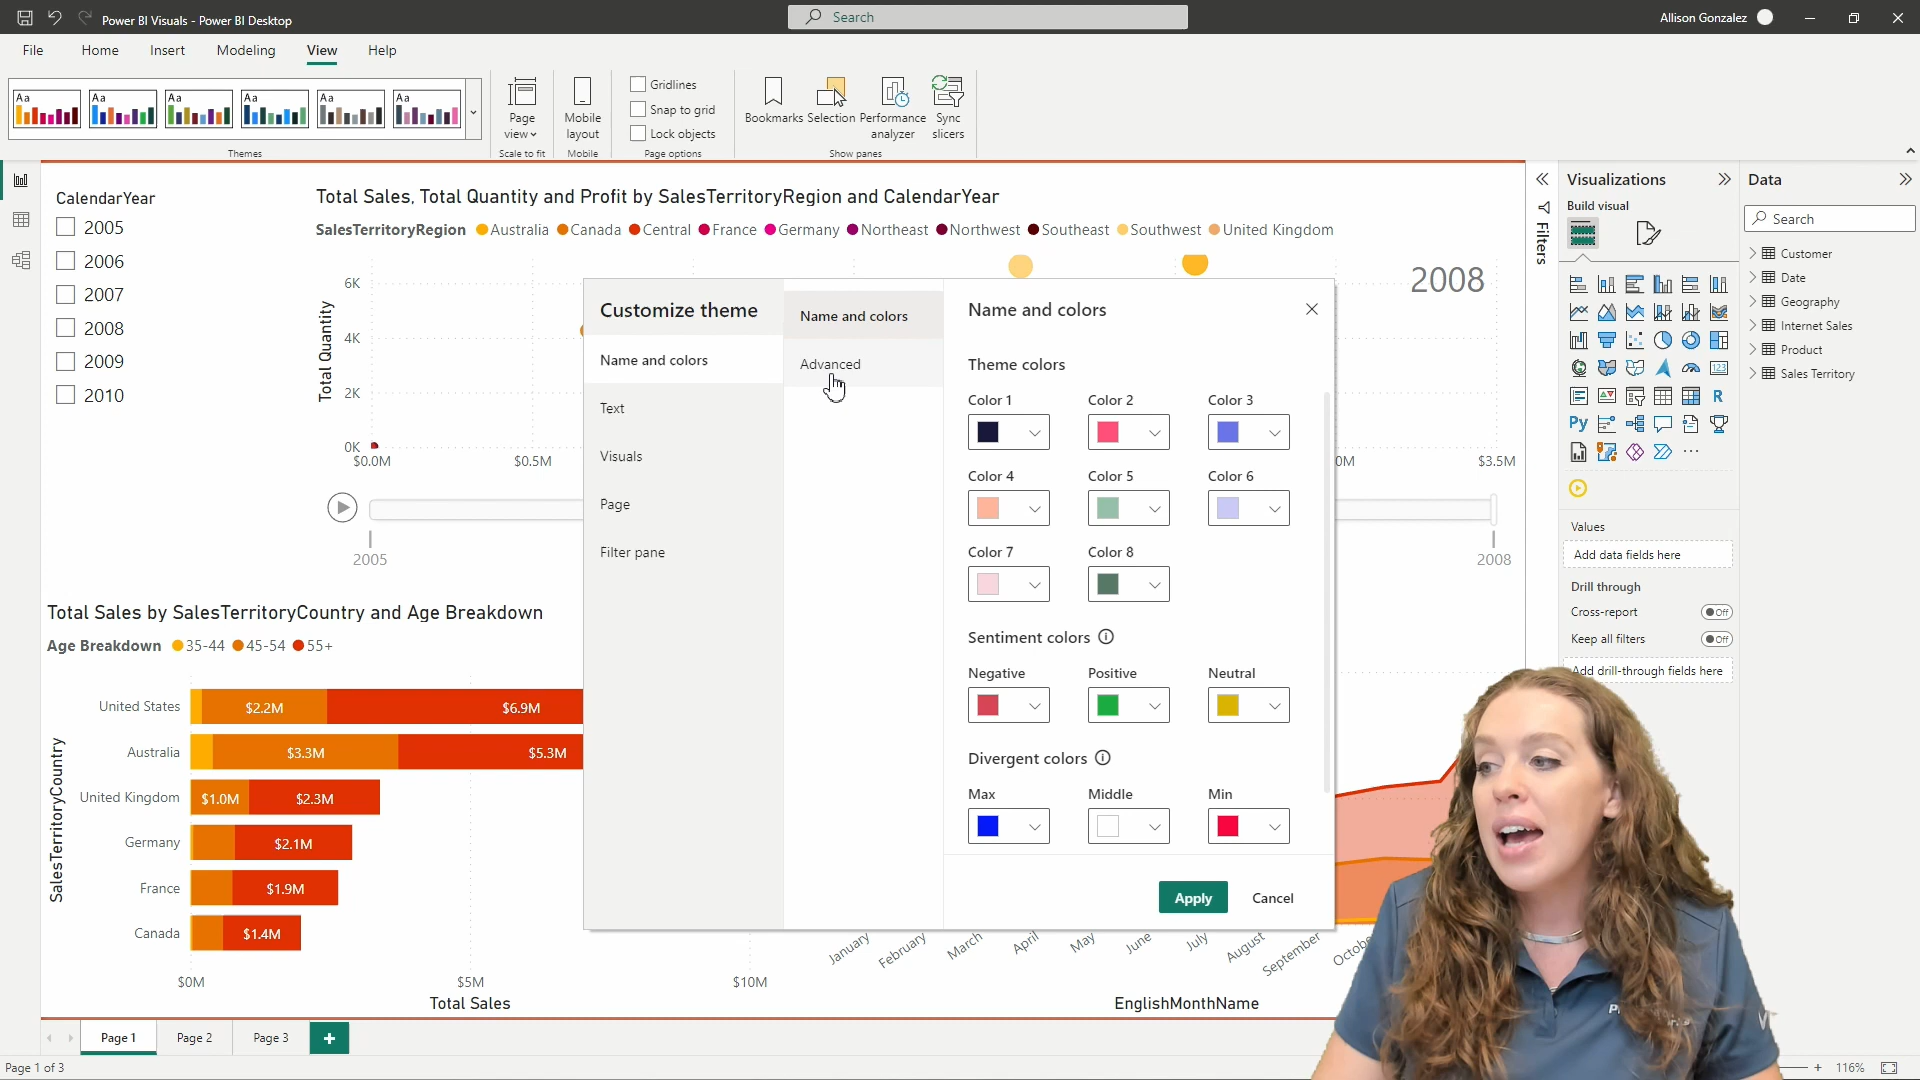 Power BI Visuals - Power BI Desktop
Search
Allison Gonzalez
File Home Insert Modeling View Help
Aa Aa Aa Aa Aa Aa
Themes
Page view
Scale to fit
Mobile layout
Mobile
Gridlines
Snap to grid
Lock objects
Page options
Bookmarks Selection Performance analyzer Sync slicers
Show panes
CalendarYear
2005
2006
2007
2008
2009
2010
Total Sales, Total Quantity and Profit by SalesTerritoryRegion and CalendarYear
SalesTerritoryRegion Australia Canada Central France Germany Northeast Northwest Southeast Southwest United Kingdom
2008
Total Quantity
6K
4K
2K
0K
$0.0M $0.5M 0M $3.5M
2005 2008
Total Sales by SalesTerritoryCountry and Age Breakdown
Age Breakdown 35-44 45-54 55+
SalesTerritoryCountry
United States $2.2M $6.9M
Australia $3.3M $5.3M
United Kingdom $1.0M $2.3M
Germany $2.1M
France $1.9M
Canada $1.4M
$0M $5M $10M
Total Sales
January February March April May June July August September Octobe
EnglishMonthName
Customize theme
Name and colors
Text
Visuals
Page
Filter pane
Name and colors
Advanced
Name and colors
Theme colors
Color 1 Color 2 Color 3
Color 4 Color 5 Color 6
Color 7 Color 8
Sentiment colors
Negative Positive Neutral
Divergent colors
Max Middle Min
Apply Cancel
Filters
Visualizations
Build visual
123
R
Py
Values
Add data fields here
Drill through
Cross-report Off
Keep all filters Off
Add drill-through fields here
Data
Search
Customer
Date
Geography
Internet Sales
Product
Sales Territory
Page 1 Page 2 Page 3 +
Page 1 of 3
+ 116%